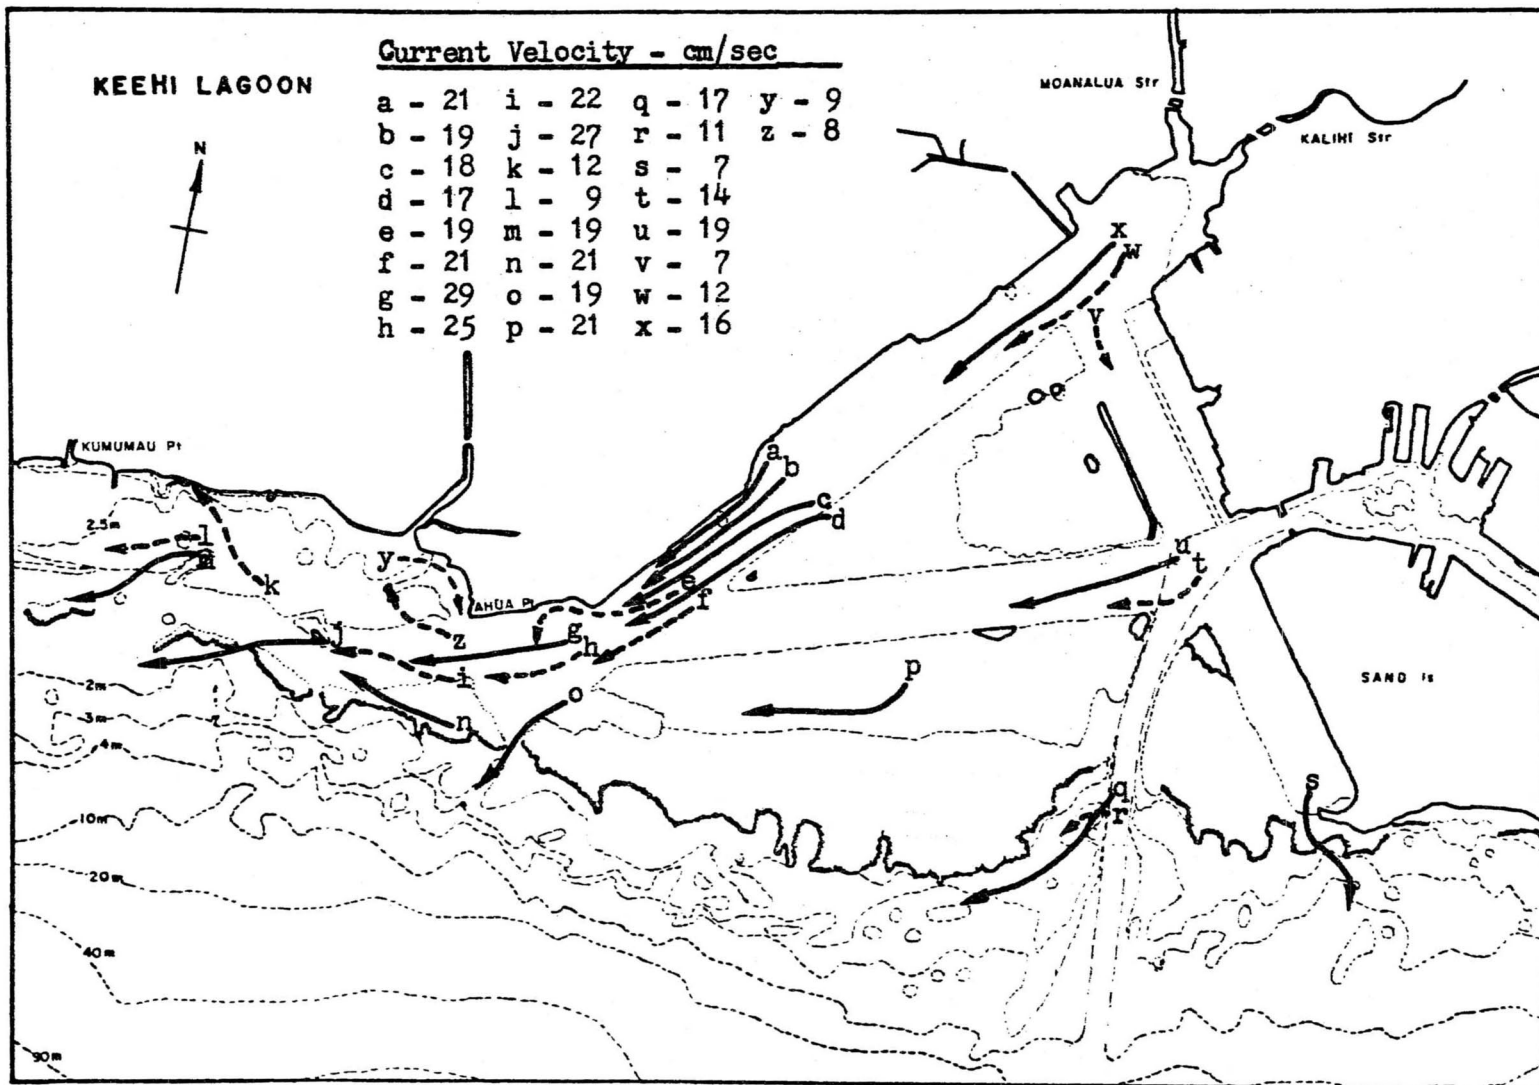 Current Velocity - cm/sec
KEEHI LAGOON
a - 21 i - 22 q - 17 y - 9
b - 19 j - 27 r - 11 z - 8
c - 18 k - 12 s - 7
d - 17 l - 9 t - 14
e - 19 m - 19 u - 19
f - 21 n - 21 v - 7
g - 29 o - 19 w - 12
h - 25 p - 21 x - 16
N
MOANALUA Str
KALIHI Str
x
w
v
KUMUMAU Pt
a
b
c
d
2.5m
l
m
k
y
e
f
u
t
AHUA Pt
z
g
h
j
i
n
o
p
SAND Is
2m
3m
4m
q
r
s
10m
20m
40m
90m